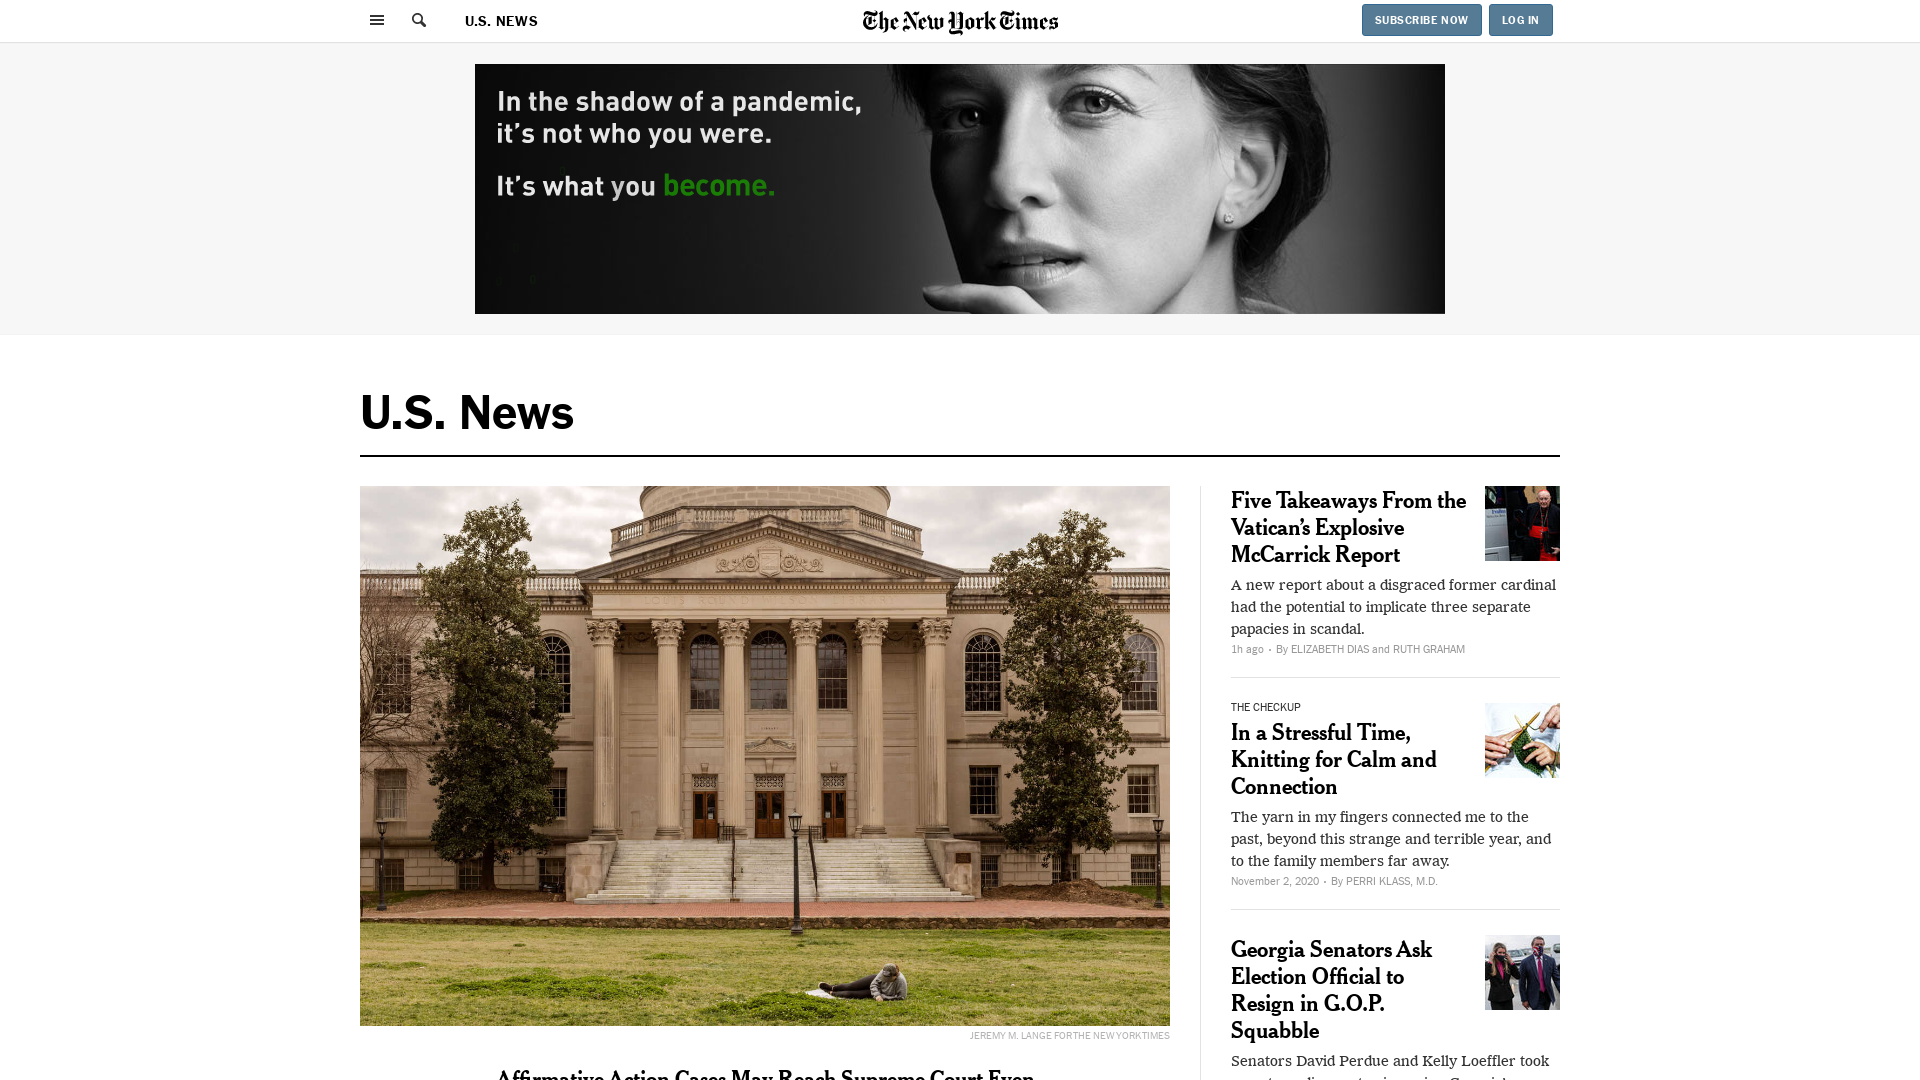 U.S. NEWS
The New York Times
SUBSCRIBE NOW
LOG IN
In the shadow of a pandemic,
it's not who you were.
It's what you become.
U.S. News
JEREMY M. LANGE FOR THE NEW YORK TIMES
Affirmative Action Cases May Reach Supreme Court Even
Five Takeaways From the
Vatican's Explosive
McCarrick Report
A new report about a disgraced former cardinal
had the potential to implicate three separate
papacies in scandal.
1h ago · By ELIZABETH DIAS and RUTH GRAHAM
THE CHECKUP
In a Stressful Time,
Knitting for Calm and
Connection
The yarn in my fingers connected me to the
past, beyond this strange and terrible year, and
to the family members far away.
November 2, 2020 · By PERRI KLASS, M.D.
Georgia Senators Ask
Election Official to
Resign in G.O.P.
Squabble
Senators David Perdue and Kelly Loeffler took